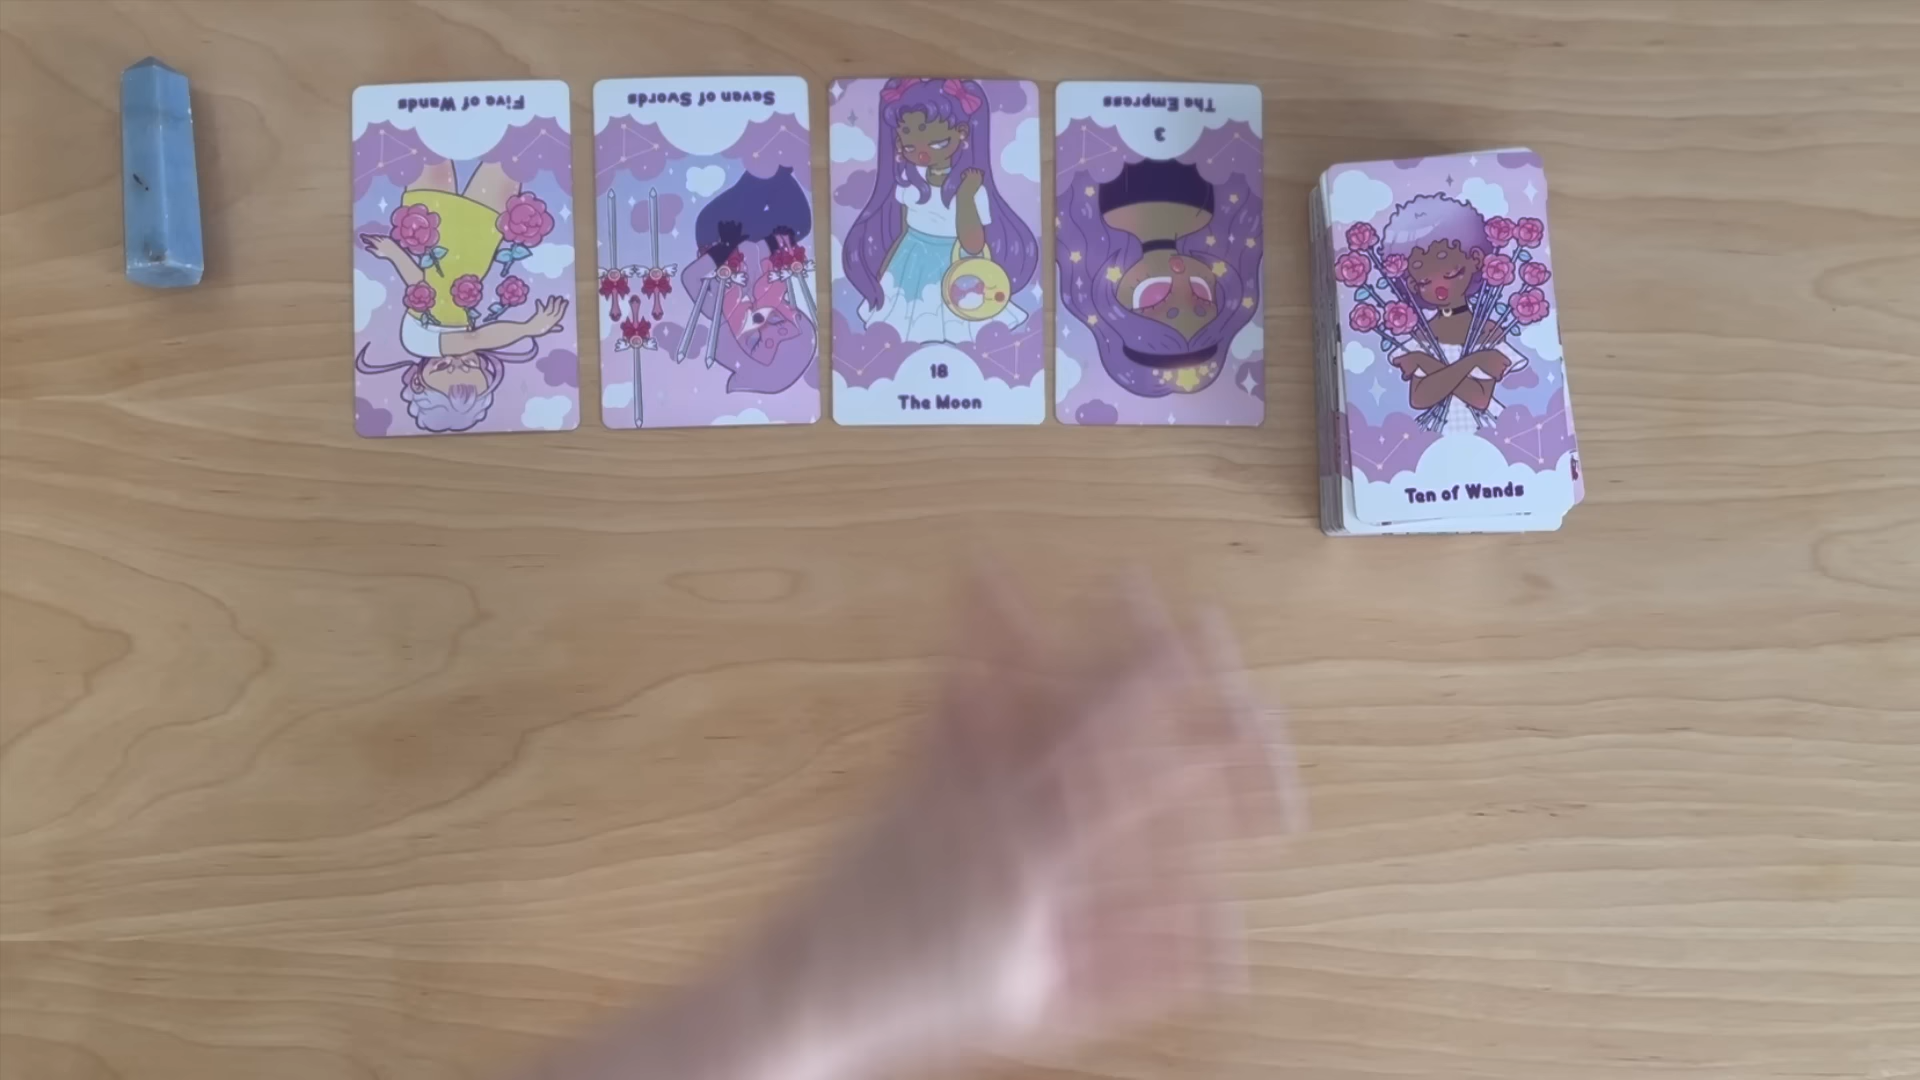 Five of Wands
Seven of Swords
18
The Moon
The Empress
3
Ten of Wands